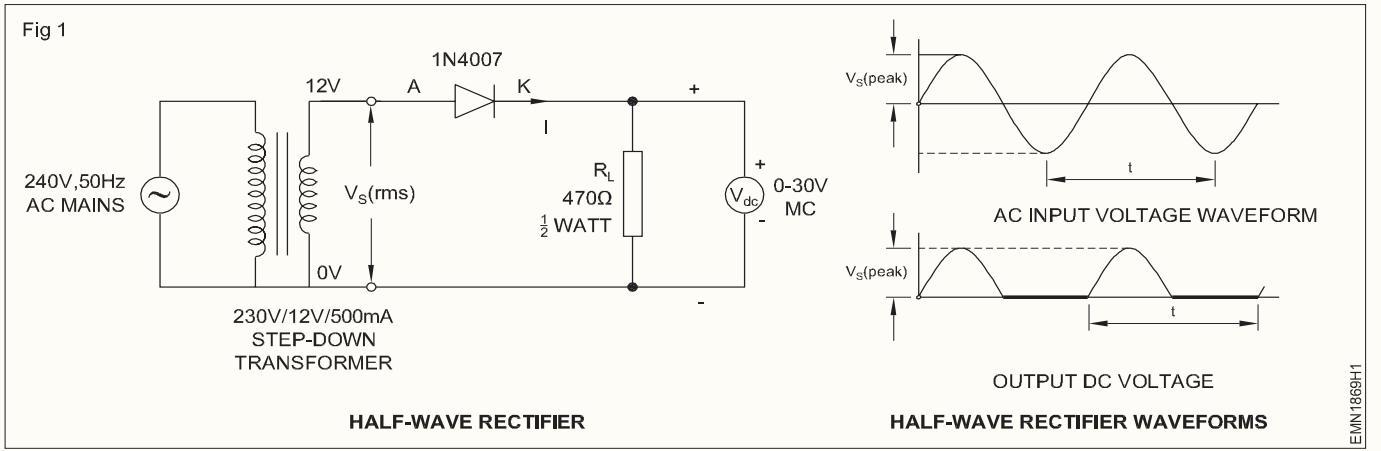 Fig 1
1N4007
12V
A
K
+
I
240V,50Hz
AC MAINS
~
VS(rms)
RL
470Ω
½ WATT
+
Vdc
-
0-30V
MC
0V
-
230V/12V/500mA
STEP-DOWN
TRANSFORMER
HALF-WAVE RECTIFIER
VS(peak)
t
AC INPUT VOLTAGE WAVEFORM
VS(peak)
t
OUTPUT DC VOLTAGE
HALF-WAVE RECTIFIER WAVEFORMS
EMN1869H1